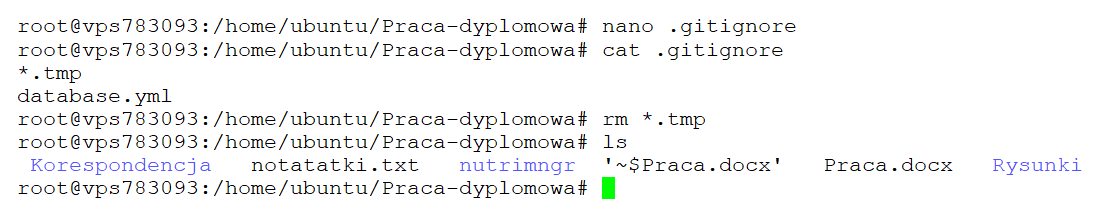 root@vps783093:/home/ubuntu/Praca-dyplomowa# nano .gitignore
root@vps783093:/home/ubuntu/Praca-dyplomowa# cat .gitignore
*.tmp
database.yml
root@vps783093:/home/ubuntu/Praca-dyplomowa# rm *.tmp
root@vps783093:/home/ubuntu/Praca-dyplomowa# ls
Korespondencja   notatatki.txt   nutrimngr  '~$Praca.docx'   Praca.docx   Rysunki
root@vps783093:/home/ubuntu/Praca-dyplomowa#